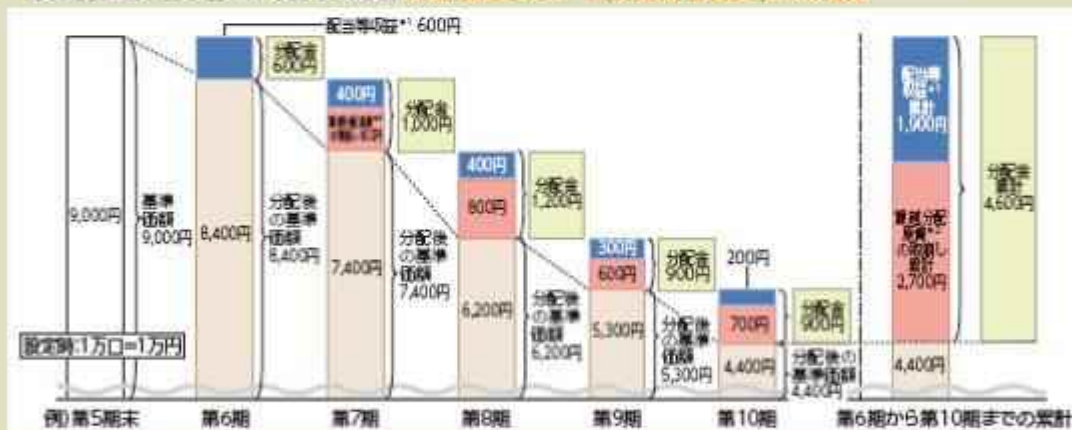 配当等収益*1 600円
分配金
600円
400円
分配金
1,000円
400円
800円
分配金
1,200円
300円
600円
分配金
900円
200円
700円
分配金
900円
9,000円
基準
価額
9,000円
8,400円
分配後
の基準
価額
8,400円
7,400円
分配後
の基準
価額
7,400円
6,200円
分配後
の基準
価額
6,200円
5,300円
分配後
の基準
価額
5,300円
4,400円
分配後の
基準価額
4,400円
配当等
収益*1
累計
1,900円
の取崩し
累計
2,700円
4,400円
分配金
累計
4,600円
設定時:1万口=1万円
例)第5期末
第6期
第7期
第8期
第9期
第10期
第6期から第10期までの累計